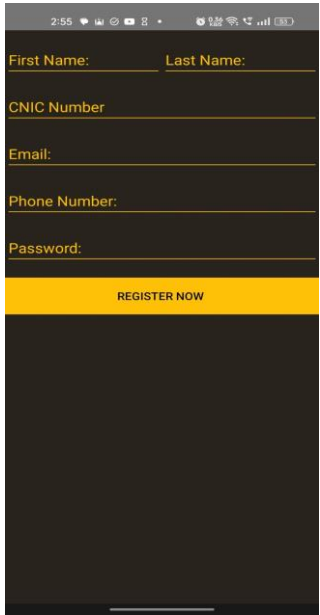 2:55
First Name: Last Name:
CNIC Number
Email:
Phone Number:
Password:
REGISTER NOW